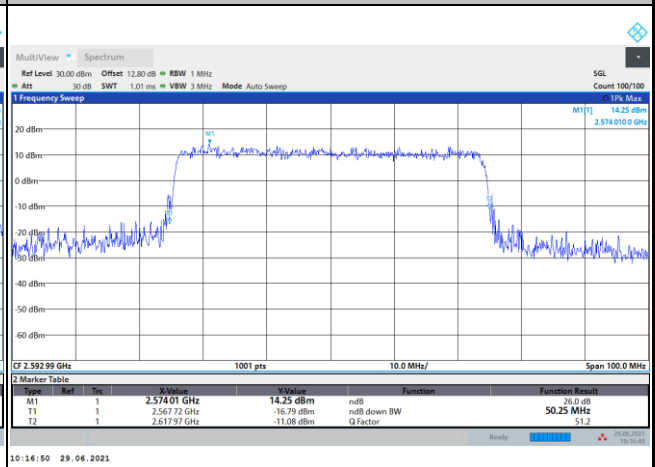 MultiView Spectrum
Ref Level 30.00 dBm Offset 12.80 dB RBW 1 MHz SGL
Att 30 dB SWT 1.01 ms VBW 3 MHz Mode Auto Sweep Count 100/100
1 Frequency Sweep 1Pk Max
M1[1] 14.25 dBm
2.574 010 0 GHz
M1
20 dBm
10 dBm
0 dBm
-10 dBm
-20 dBm
-30 dBm
-40 dBm
-50 dBm
-60 dBm
CF 2.592 99 GHz 1001 pts 10.0 MHz/ Span 100.0 MHz
2 Marker Table
Type Ref Trc X-Value Y-Value Function Function Result
M1 1 2.574 01 GHz 14.25 dBm ndB 26.0 dB
T1 1 2.567 72 GHz -16.79 dBm ndB down BW 50.25 MHz
T2 1 2.617 97 GHz -11.08 dBm Q Factor 51.2
Ready 29.06.2021
10:16:49
10:16:50 29.06.2021